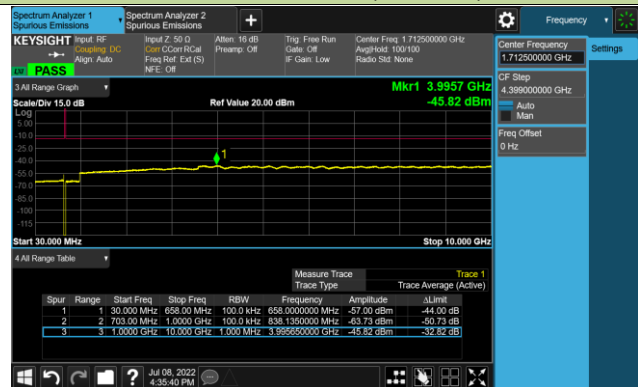 Spectrum Analyzer 1
Spurious Emissions
Spectrum Analyzer 2
Spurious Emissions
Frequency
KEYSIGHT
Input: RF
Coupling: DC
Align: Auto
Input Z: 50 Ω
Corr CCorr RCal
Freq Ref: Ext (S)
NFE: Off
Atten: 16 dB
Preamp: Off
Trig: Free Run
Gate: Off
IF Gain: Low
Center Freq: 1.712500000 GHz
Avg|Hold: 100/100
Radio Std: None
PASS
Center Frequency
1.712500000 GHz
Settings
CF Step
4.399000000 GHz
Auto
Man
Freq Offset
0 Hz
3 All Range Graph
Mkr1 3.9957 GHz
Scale/Div 15.0 dB
Ref Value 20.00 dBm
-45.82 dBm
Log
5.00
-10.0
-25.0
-40.0
-55.0
-70.0
-85.0
-100
-115
1
Start 30.000 MHz
Stop 10.000 GHz
4 All Range Table
Measure Trace Trace 1
Trace Type Trace Average (Active)
Spur Range Start Freq Stop Freq RBW Frequency Amplitude ΔLimit
1 1 30.000 MHz 658.00 MHz 100.0 kHz 658.0000000 MHz -57.00 dBm -44.00 dB
2 2 703.00 MHz 1.0000 GHz 100.0 kHz 838.1350000 MHz -63.73 dBm -50.73 dB
3 3 1.0000 GHz 10.000 GHz 1.000 MHz 3.995650000 GHz -45.82 dBm -32.82 dB
Jul 08, 2022
4:35:40 PM